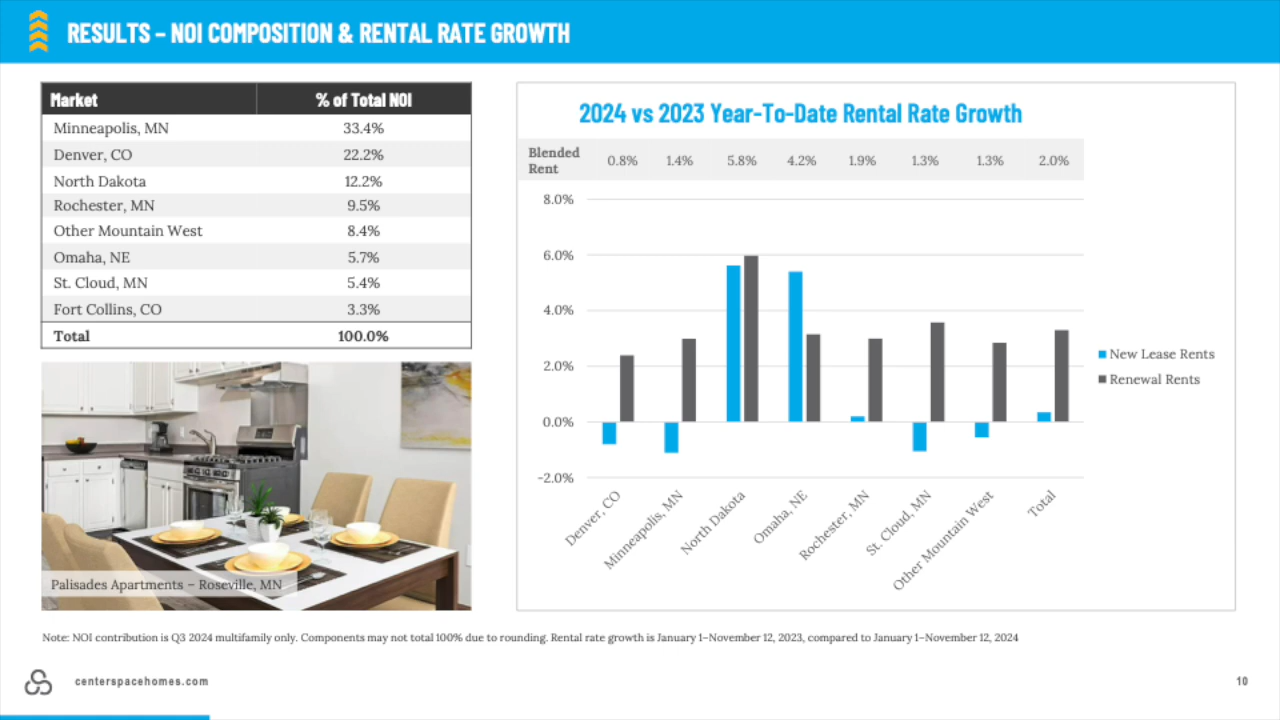 RESULTS – NOI COMPOSITION & RENTAL RATE GROWTH
Market % of Total NOI
Minneapolis, MN 33.4%
Denver, CO 22.2%
North Dakota 12.2%
Rochester, MN 9.5%
Other Mountain West 8.4%
Omaha, NE 5.7%
St. Cloud, MN 5.4%
Fort Collins, CO 3.3%
Total 100.0%
Palisades Apartments – Roseville, MN
2024 vs 2023 Year-To-Date Rental Rate Growth
Blended
Rent
0.8% 1.4% 5.8% 4.2% 1.9% 1.3% 1.3% 2.0%
8.0%
6.0%
4.0%
2.0%
0.0%
-2.0%
Denver, CO
Minneapolis, MN
North Dakota
Omaha, NE
Rochester, MN
St. Cloud, MN
Other Mountain West
Total
New Lease Rents
Renewal Rents
Note: NOI contribution is Q3 2024 multifamily only. Components may not total 100% due to rounding. Rental rate growth is January 1–November 12, 2023, compared to January 1–November 12, 2024
centerspacehomes.com
10